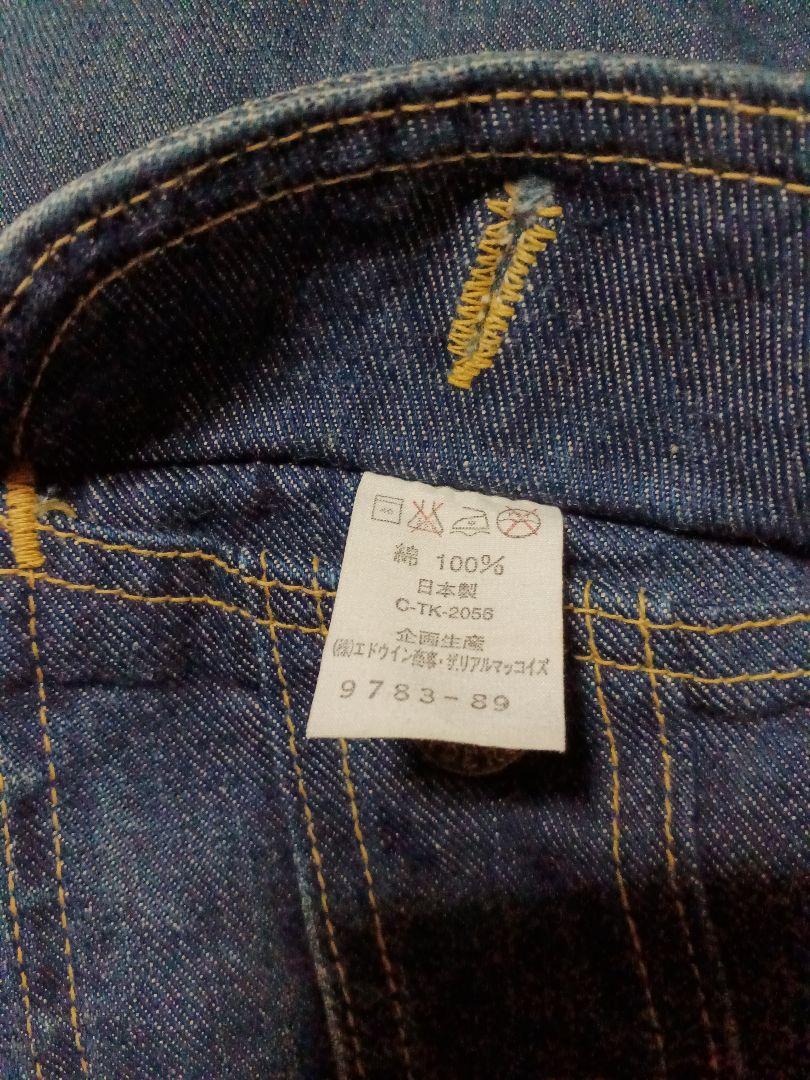 綿 100%
日本製
C-TK-2056
企画生産
(株)エドウイン商事・ザ.リアルマッコイズ
9783-89